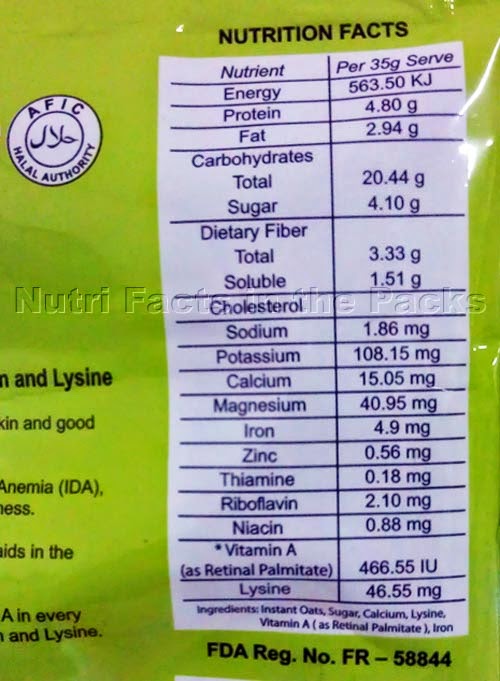 NUTRITION FACTS
Nutrient Per 35g Serve
Energy 563.50 KJ
Protein 4.80 g
Fat 2.94 g
Carbohydrates
Total 20.44 g
Sugar 4.10 g
Dietary Fiber
Total 3.33 g
Soluble 1.51 g
Cholesterol
Sodium 1.86 mg
Potassium 108.15 mg
Calcium 15.05 mg
Magnesium 40.95 mg
Iron 4.9 mg
Zinc 0.56 mg
Thiamine 0.18 mg
Riboflavin 2.10 mg
Niacin 0.88 mg
*Vitamin A
(as Retinal Palmitate) 466.55 IU
Lysine 46.55 mg
Ingredients: Instant Oats, Sugar, Calcium, Lysine,
Vitamin A ( as Retinal Palmitate ), Iron
FDA Reg. No. FR – 58844
AFIC
حلال
HALAL AUTHORITY
Nutri Facts in the Packs
and Lysine
and good
Anemia (IDA),
aids in the
A in every
and Lysine.